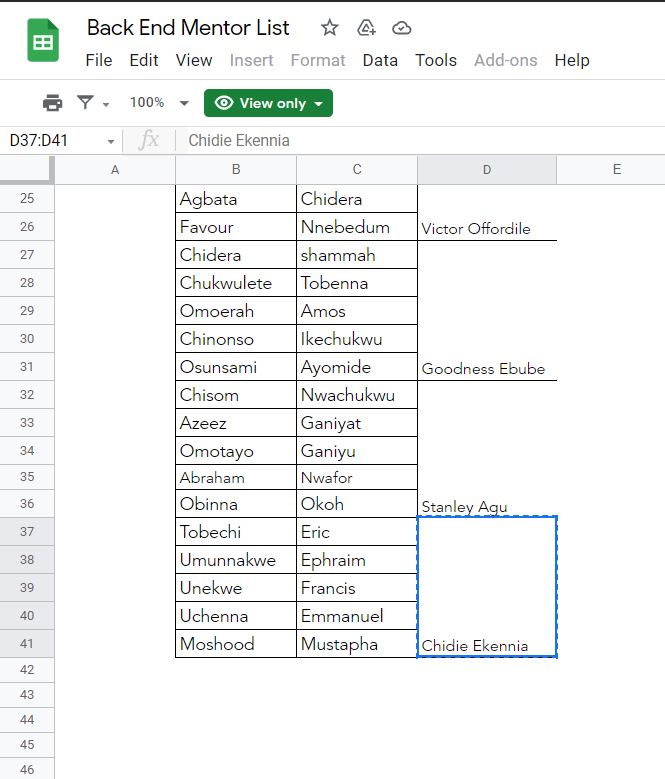 Back End Mentor List
File Edit View Insert Format Data Tools Add-ons Help
100% View only
D37:D41 fx Chidie Ekennia
A B C D E
25 Agbata Chidera
26 Favour Nnebedum Victor Offordile
27 Chidera shammah
28 Chukwulete Tobenna
29 Omoerah Amos
30 Chinonso Ikechukwu
31 Osunsami Ayomide Goodness Ebube
32 Chisom Nwachukwu
33 Azeez Ganiyat
34 Omotayo Ganiyu
35 Abraham Nwafor
36 Obinna Okoh Stanley Agu
37 Tobechi Eric
38 Umunnakwe Ephraim
39 Unekwe Francis
40 Uchenna Emmanuel
41 Moshood Mustapha Chidie Ekennia
42
43
44
45
46